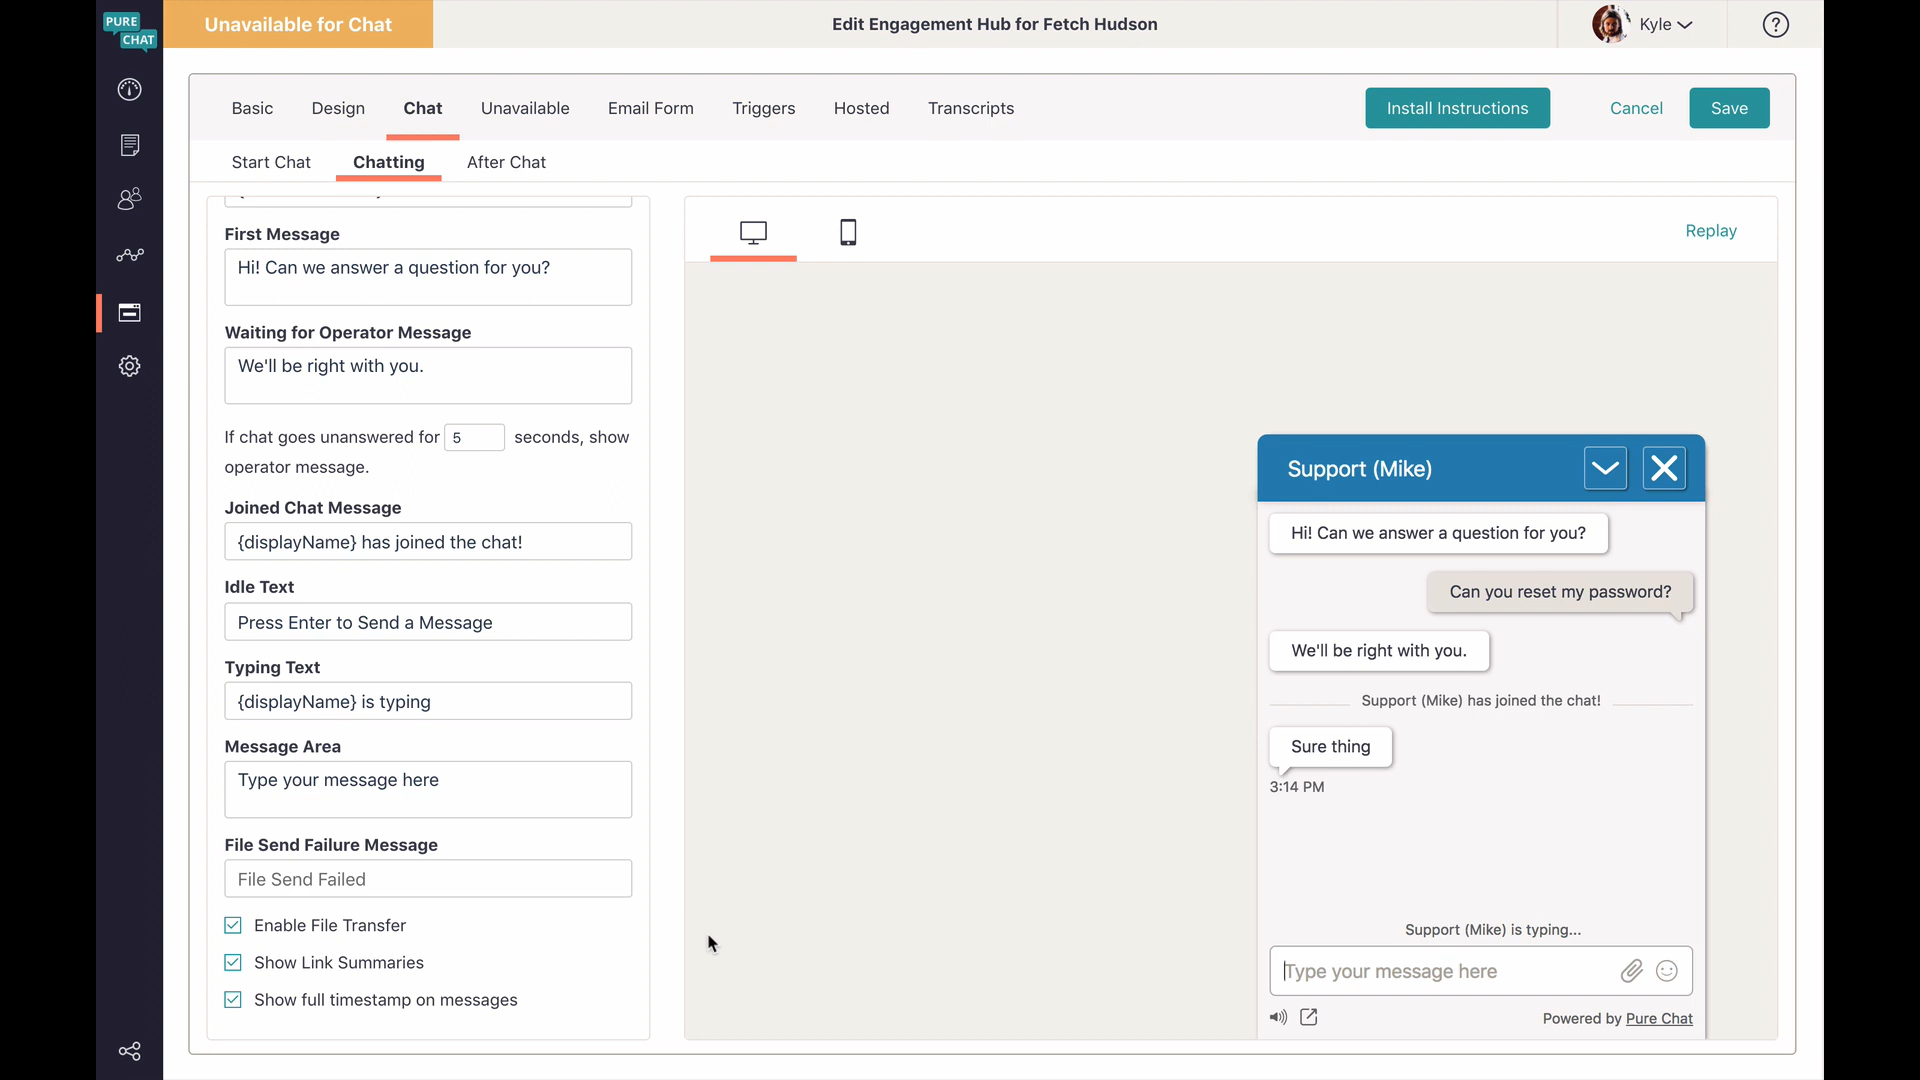 PURE
CHAT
Unavailable for Chat
Edit Engagement Hub for Fetch Hudson
Kyle
?
Basic
Design
Chat
Unavailable
Email Form
Triggers
Hosted
Transcripts
Install Instructions
Cancel
Save
Start Chat
Chatting
After Chat
First Message
Hi! Can we answer a question for you?
Waiting for Operator Message
We'll be right with you.
If chat goes unanswered for 5 seconds, show
operator message.
Joined Chat Message
{displayName} has joined the chat!
Idle Text
Press Enter to Send a Message
Typing Text
{displayName} is typing
Message Area
Type your message here
File Send Failure Message
File Send Failed
Enable File Transfer
Show Link Summaries
Show full timestamp on messages
Replay
Support (Mike)
Hi! Can we answer a question for you?
Can you reset my password?
We'll be right with you.
Support (Mike) has joined the chat!
Sure thing
3:14 PM
Support (Mike) is typing...
Type your message here
Powered by Pure Chat